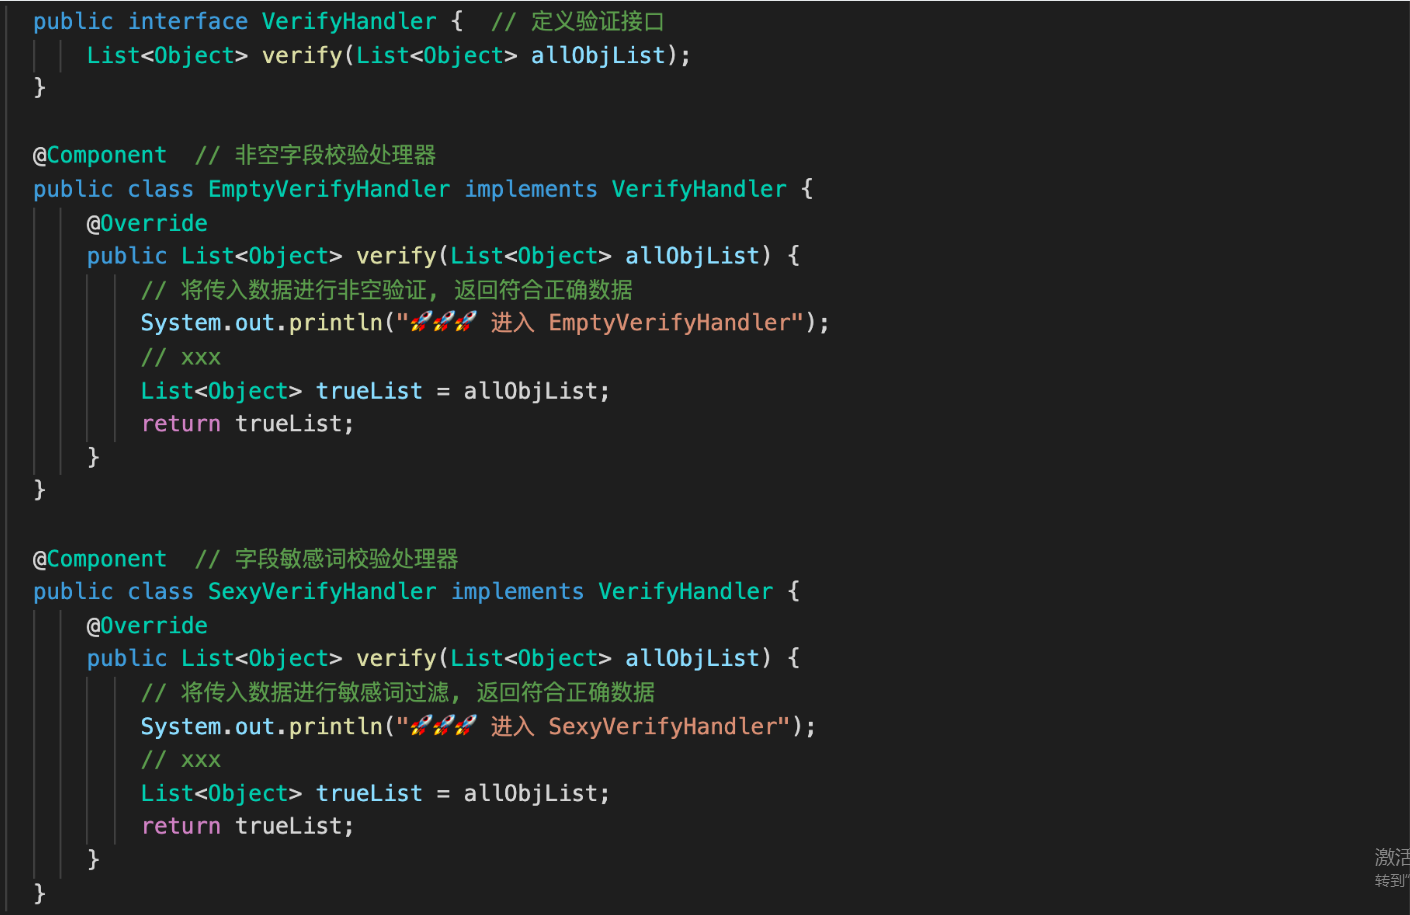 public interface VerifyHandler {  // 定义验证接口
    List<Object> verify(List<Object> allObjList);
}
@Component  // 非空字段校验处理器
public class EmptyVerifyHandler implements VerifyHandler {
    @Override
    public List<Object> verify(List<Object> allObjList) {
        // 将传入数据进行非空验证, 返回符合正确数据
        System.out.println("🚀🚀🚀 进入 EmptyVerifyHandler");
        // xxx
        List<Object> trueList = allObjList;
        return trueList;
    }
}
@Component  // 字段敏感词校验处理器
public class SexyVerifyHandler implements VerifyHandler {
    @Override
    public List<Object> verify(List<Object> allObjList) {
        // 将传入数据进行敏感词过滤, 返回符合正确数据
        System.out.println("🚀🚀🚀 进入 SexyVerifyHandler");
        // xxx
        List<Object> trueList = allObjList;
        return trueList;
    }
}
激活
转到"